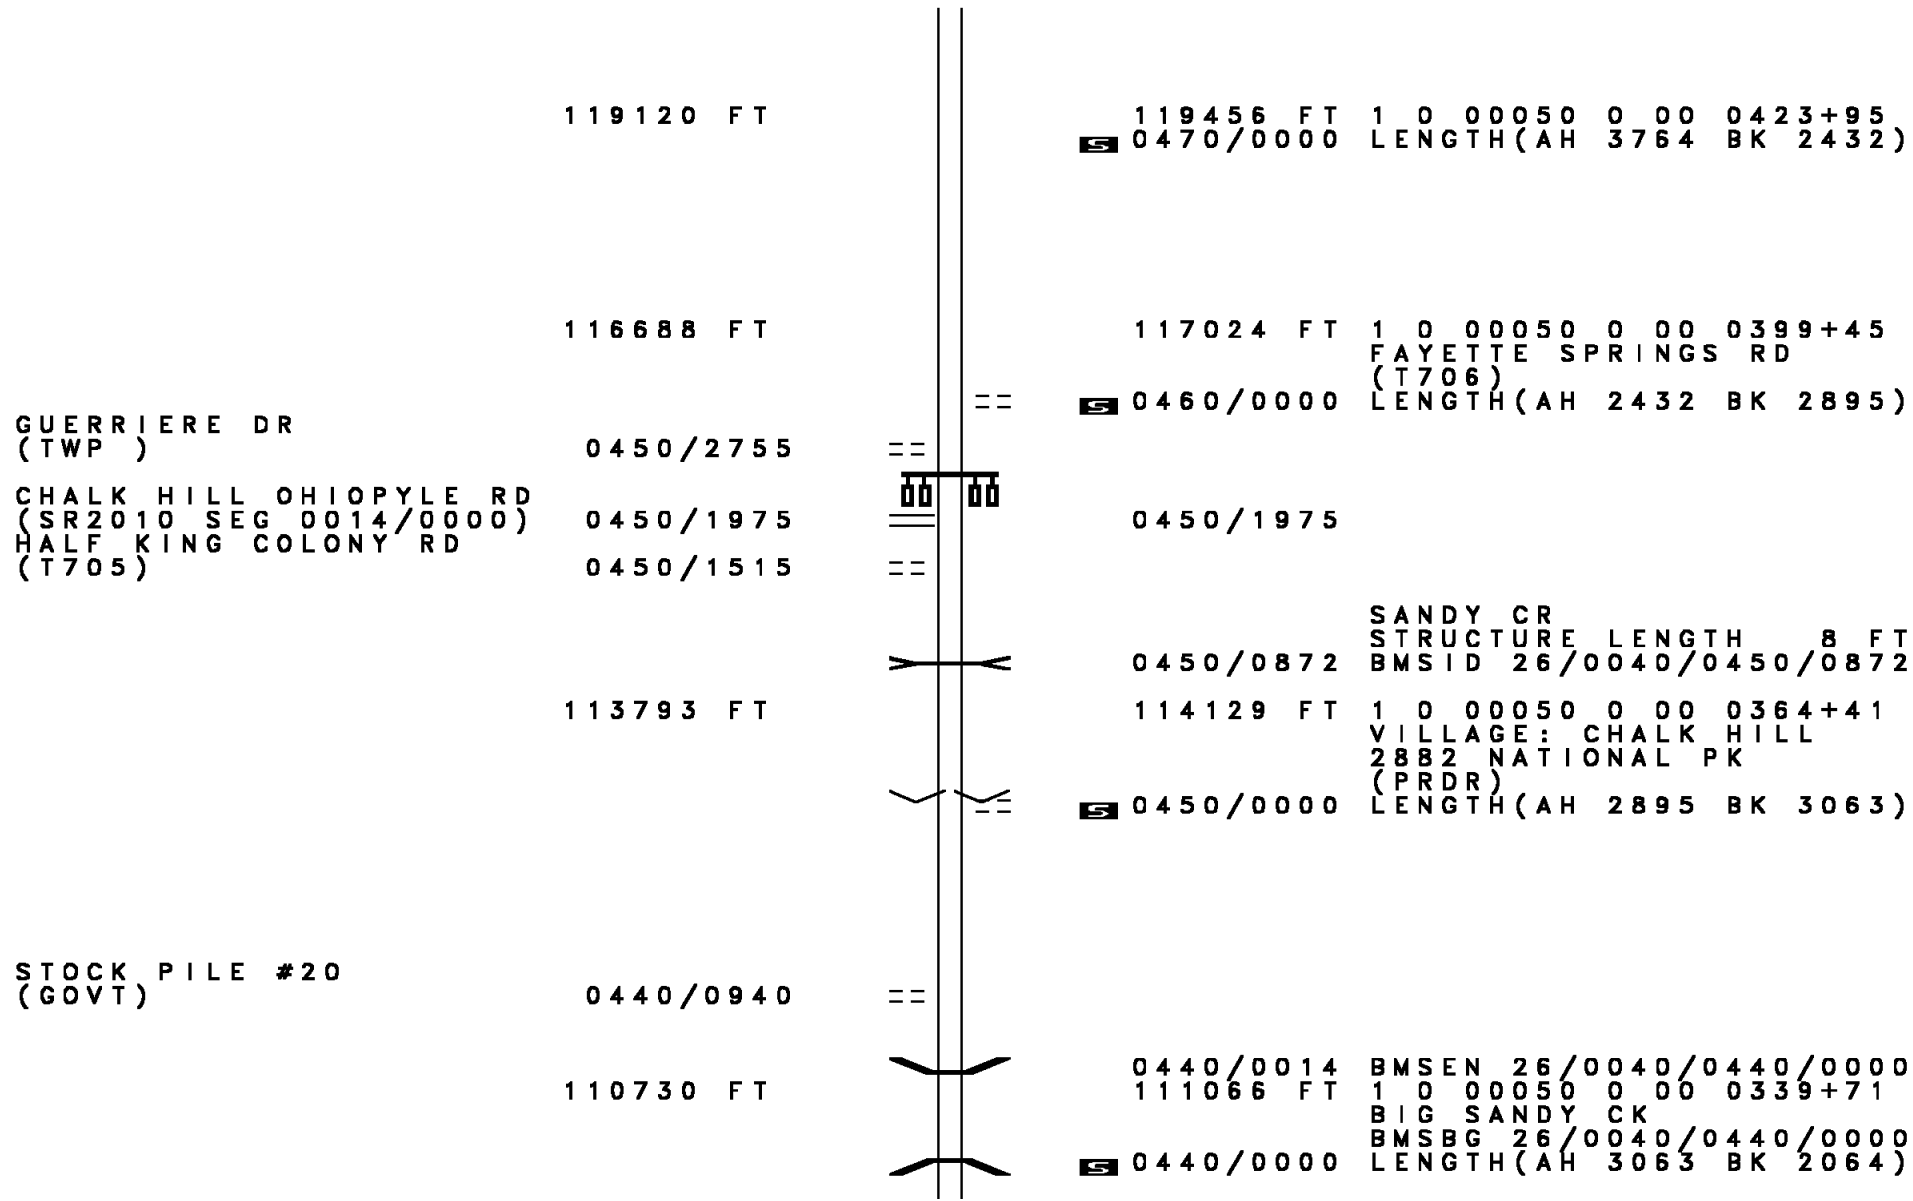 119120 FT 119456 FT 1 0 00050 0 00 0423+95
S 0470/0000 LENGTH(AH 3764 BK 2432)
116688 FT 117024 FT 1 0 00050 0 00 0399+45
FAYETTE SPRINGS RD
(T706)
S 0460/0000 LENGTH(AH 2432 BK 2895)
GUERRIERE DR
(TWP ) 0450/2755
CHALK HILL OHIOPYLE RD
(SR2010 SEG 0014/0000) 0450/1975 0450/1975
HALF KING COLONY RD
(T705) 0450/1515
SANDY CR
STRUCTURE LENGTH 8 FT
0450/0872 BMSID 26/0040/0450/0872
113793 FT 114129 FT 1 0 00050 0 00 0364+41
VILLAGE: CHALK HILL
2882 NATIONAL PK
(PRDR)
S 0450/0000 LENGTH(AH 2895 BK 3063)
STOCK PILE #20
(GOVT) 0440/0940
0440/0014 BMSEN 26/0040/0440/0000
110730 FT 111066 FT 1 0 00050 0 00 0339+71
BIG SANDY CK
BMSBG 26/0040/0440/0000
S 0440/0000 LENGTH(AH 3063 BK 2064)